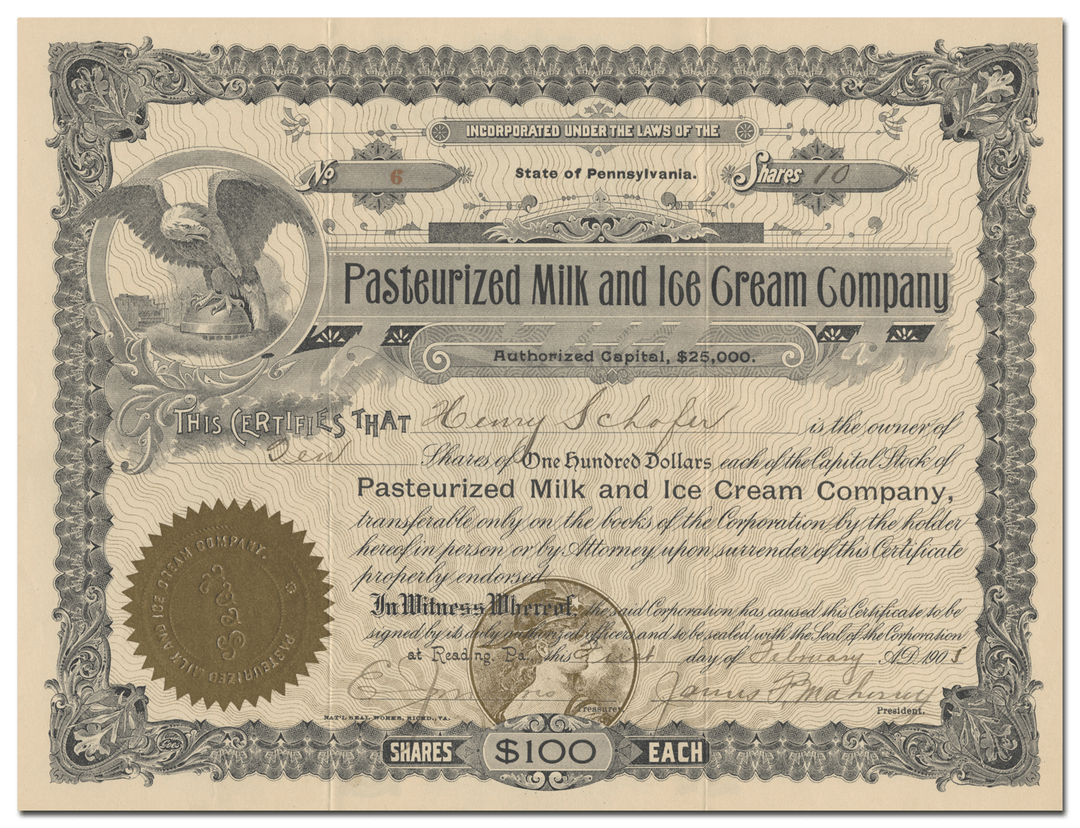 INCORPORATED UNDER THE LAWS OF THE
No 6 State of Pennsylvania. Shares 10
Pasteurized Milk and Ice Cream Company
Authorized Capital, $25,000.
THIS CERTIFIES THAT Henry Schofer is the owner of
Ten Shares of One Hundred Dollars each of the Capital Stock of
Pasteurized Milk and Ice Cream Company,
transferable only on the books of the Corporation by the holder
hereof in person or by Attorney upon surrender of this Certificate
properly endorsed.
In Witness Whereof, the said Corporation has caused this Certificate to be
signed by its duly authorized officers and to be sealed with the Seal of the Corporation
at Reading, Pa. this First day of February A.D. 1905
James P. Mahoney
Treasurer. President.
NAT'L SEAL WORKS, RICHD., VA.
PASTEURIZED MILK AND ICE CREAM COMPANY.
SHARES $100 EACH